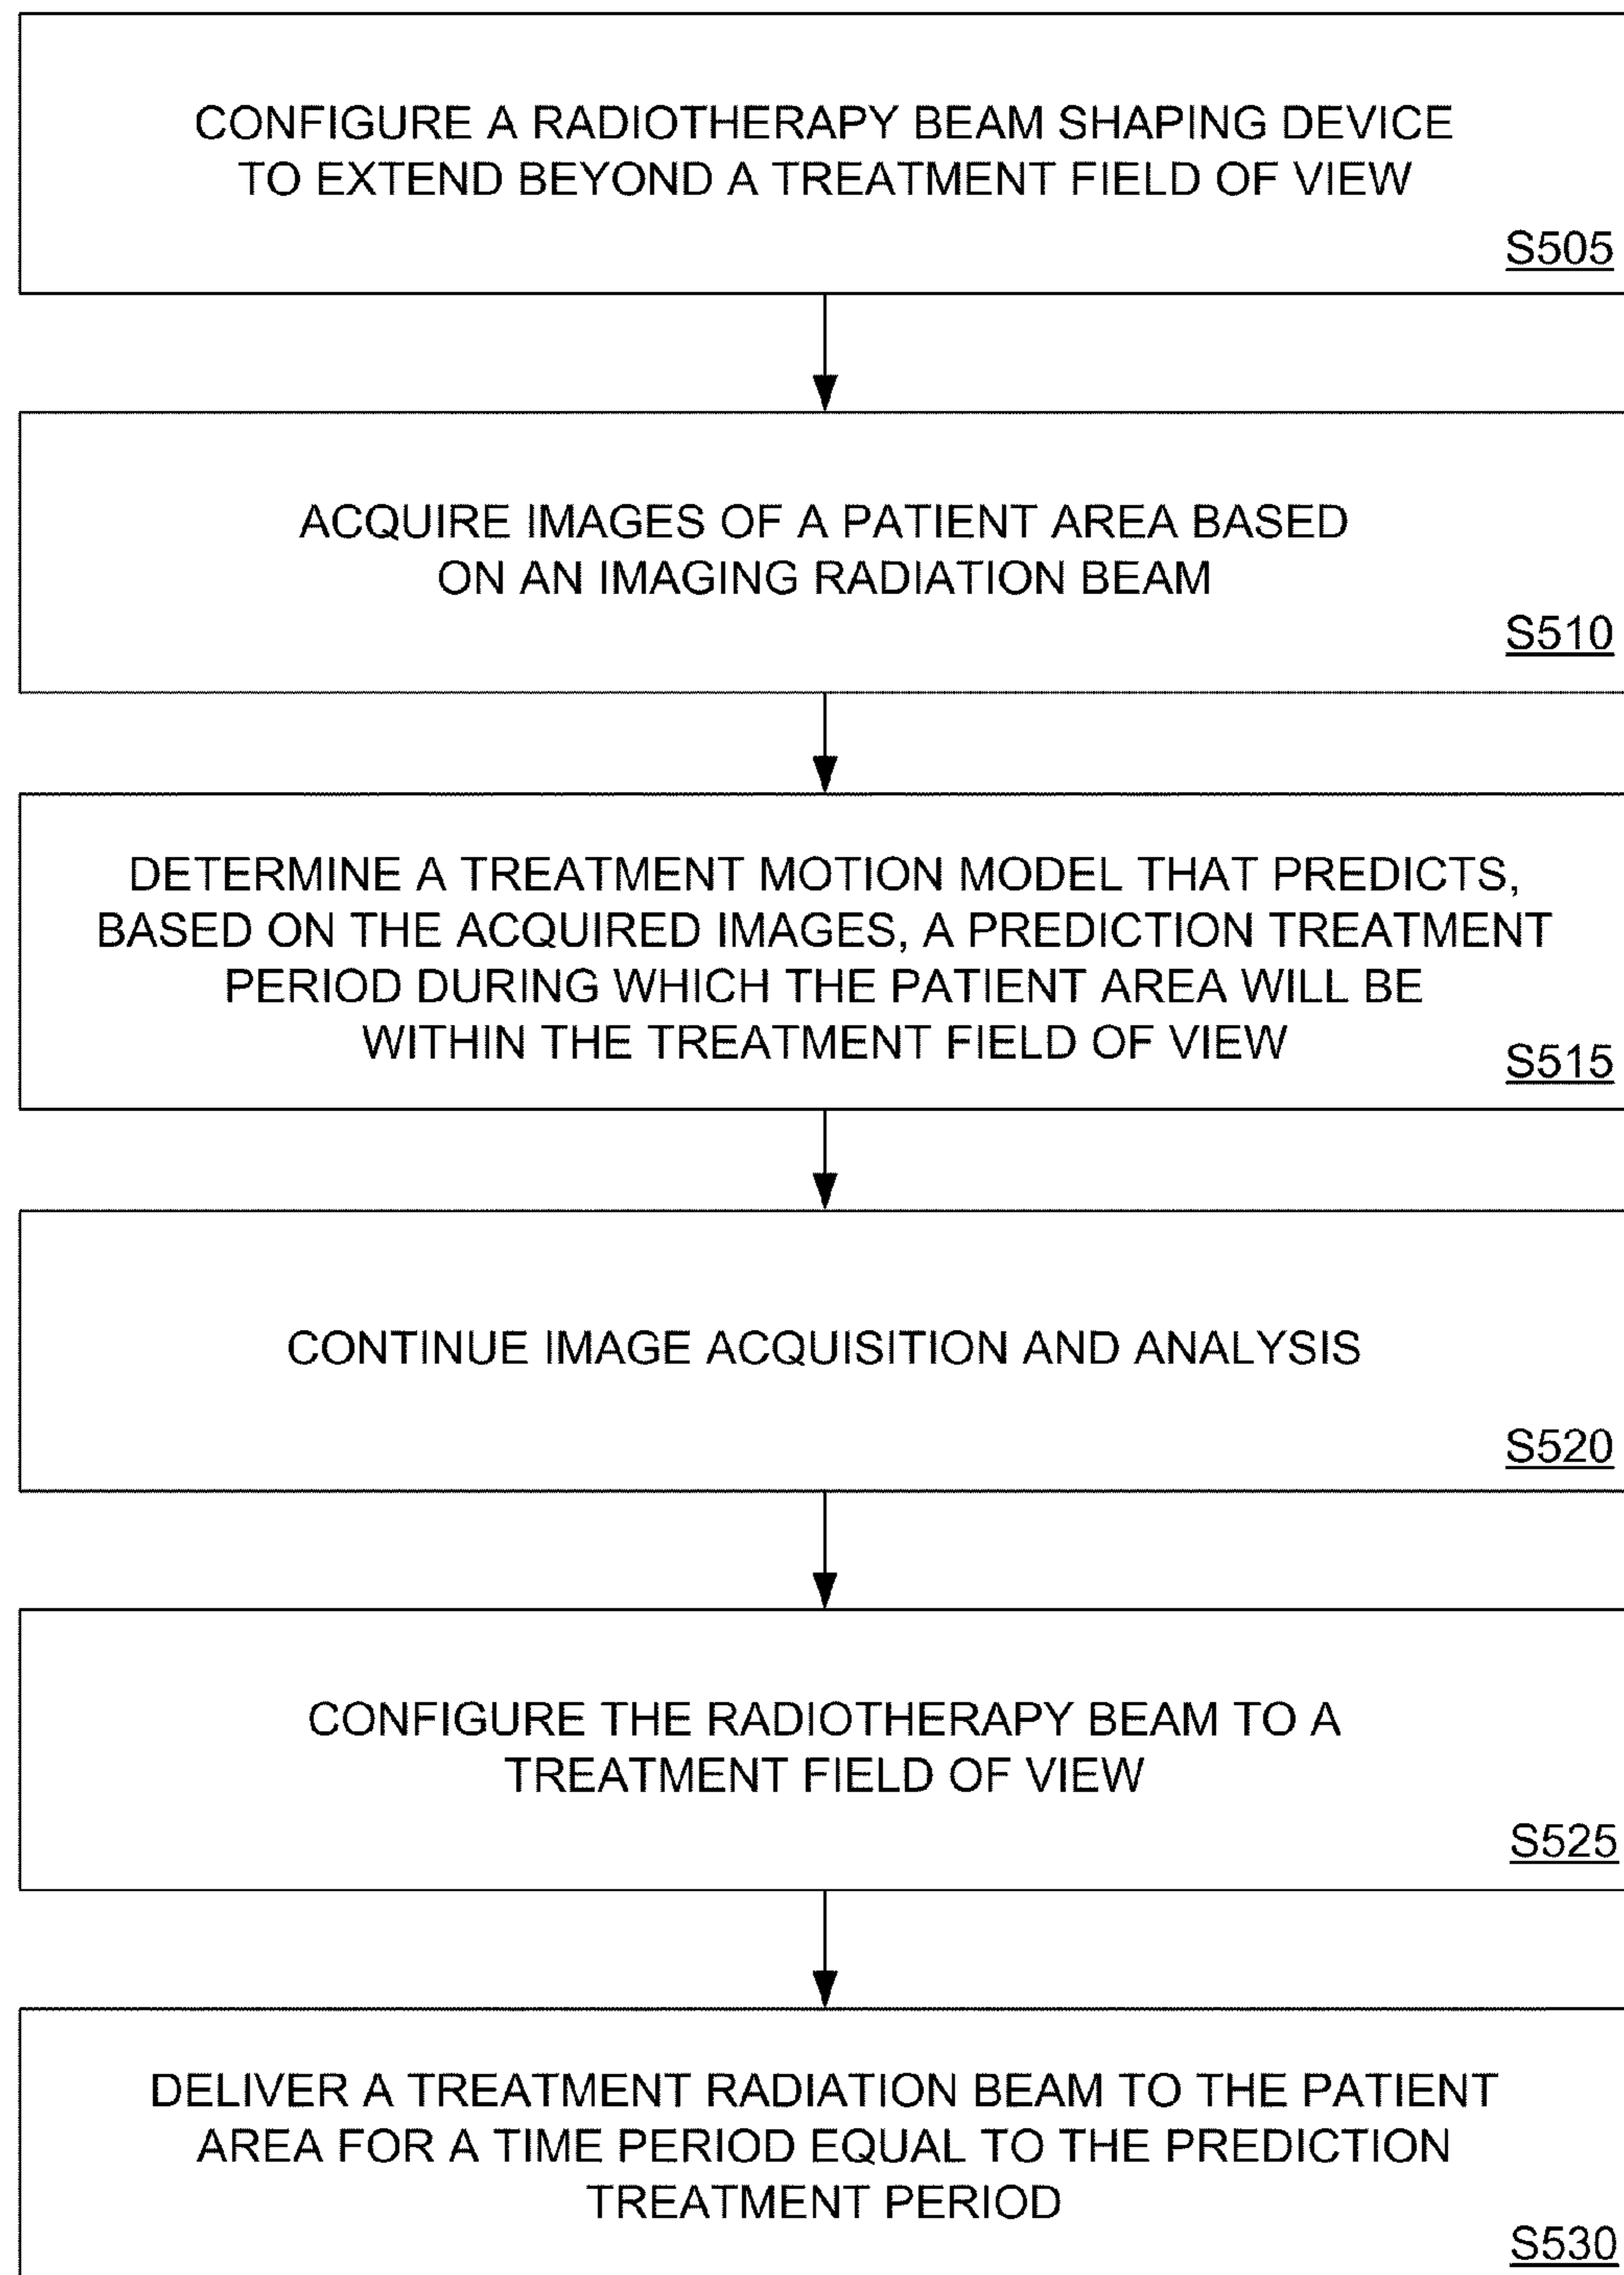 CONFIGURE A RADIOTHERAPY BEAM SHAPING DEVICE
TO EXTEND BEYOND A TREATMENT FIELD OF VIEW
S505
ACQUIRE IMAGES OF A PATIENT AREA BASED
ON AN IMAGING RADIATION BEAM
S510
DETERMINE A TREATMENT MOTION MODEL THAT PREDICTS,
BASED ON THE ACQUIRED IMAGES, A PREDICTION TREATMENT
PERIOD DURING WHICH THE PATIENT AREA WILL BE
WITHIN THE TREATMENT FIELD OF VIEW
S515
CONTINUE IMAGE ACQUISITION AND ANALYSIS
S520
CONFIGURE THE RADIOTHERAPY BEAM TO A
TREATMENT FIELD OF VIEW
S525
DELIVER A TREATMENT RADIATION BEAM TO THE PATIENT
AREA FOR A TIME PERIOD EQUAL TO THE PREDICTION
TREATMENT PERIOD
S530